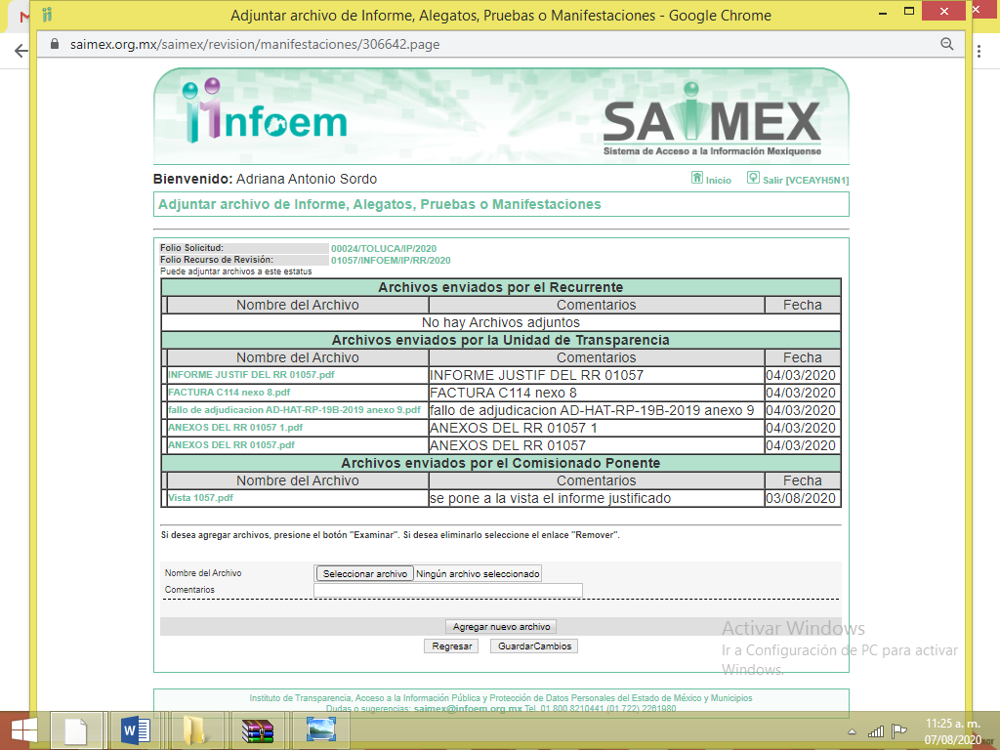 Adjuntar archivo de Informe, Alegatos, Pruebas o Manifestaciones - Google Chrome
saimex.org.mx/saimex/revision/manifestaciones/306642.page
infoem
SAIMEX
Sistema de Acceso a la Información Mexiquense
Bienvenido: Adriana Antonio Sordo
Inicio Salir [VCEAYH5N1]
Adjuntar archivo de Informe, Alegatos, Pruebas o Manifestaciones
Folio Solicitud: 00024/TOLUCA/IP/2020
Folio Recurso de Revisión: 01057/INFOEM/IP/RR/2020
Puede adjuntar archivos a este estatus
Archivos enviados por el Recurrente
Nombre del Archivo Comentarios Fecha
No hay Archivos adjuntos
Archivos enviados por la Unidad de Transparencia
Nombre del Archivo Comentarios Fecha
INFORME JUSTIF DEL RR 01057.pdf INFORME JUSTIF DEL RR 01057 04/03/2020
FACTURA C114 nexo 8.pdf FACTURA C114 nexo 8 04/03/2020
fallo de adjudicacion AD-HAT-RP-19B-2019 anexo 9.pdf fallo de adjudicacion AD-HAT-RP-19B-2019 anexo 9 04/03/2020
ANEXOS DEL RR 01057 1.pdf ANEXOS DEL RR 01057 1 04/03/2020
ANEXOS DEL RR 01057.pdf ANEXOS DEL RR 01057 04/03/2020
Archivos enviados por el Comisionado Ponente
Nombre del Archivo Comentarios Fecha
Vista 1057.pdf se pone a la vista el informe justificado 03/08/2020
Si desea agregar archivos, presione el botón "Examinar". Si desea eliminarlo seleccione el enlace "Remover".
Nombre del Archivo Seleccionar archivo Ningún archivo seleccionado
Comentarios
Agregar nuevo archivo
Regresar GuardarCambios
Activar Windows
Ir a Configuración de PC para activar
Windows.
Instituto de Transparencia, Acceso a la Información Pública y Protección de Datos Personales del Estado de México y Municipios
Dudas o sugerencias: saimex@infoem.org.mx Tel. 01 800 8210441 (01 722) 2261980
11:25 a. m.
07/08/2020